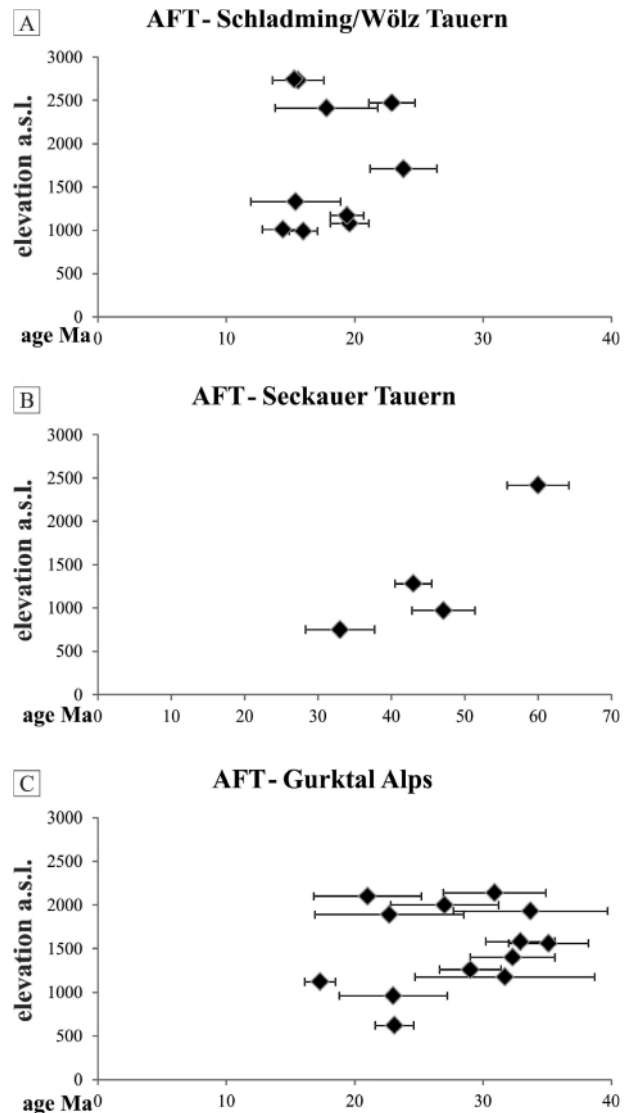 A
AFT - Schladming/Wölz Tauern
elevation a.s.l.
3000
2500
2000
1500
1000
500
0
age Ma
0 10 20 30 40
B
AFT - Seckauer Tauern
elevation a.s.l.
3000
2500
2000
1500
1000
500
0
age Ma
0 10 20 30 40 50 60 70
C
AFT - Gurktal Alps
elevation a.s.l.
3000
2500
2000
1500
1000
500
0
age Ma
0 10 20 30 40